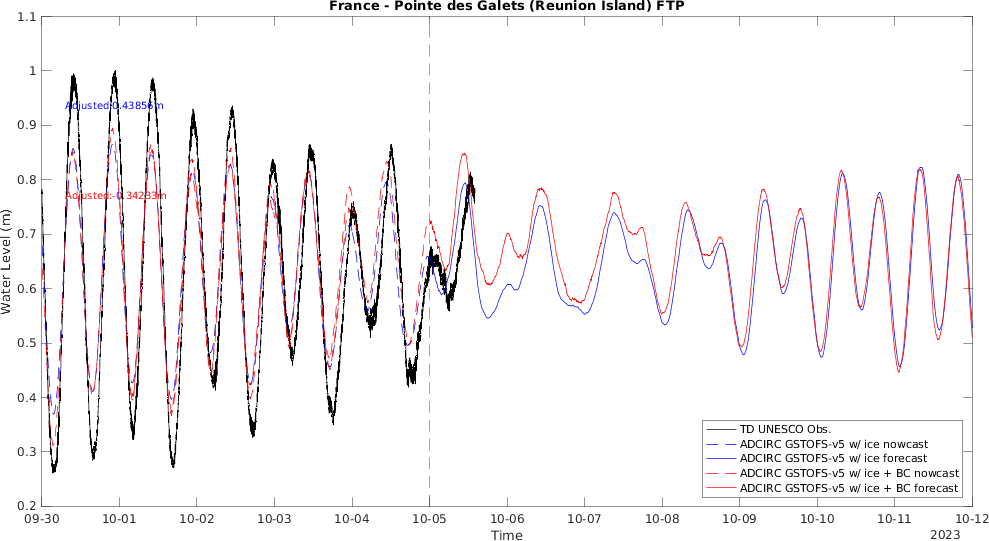 France - Pointe des Galets (Reunion Island) FTP
1.1
1
0.9
0.8
0.7
0.6
0.5
0.4
0.3
0.2
Water Level (m)
Adjusted:0.43856m
Adjusted:-0.34233m
TD UNESCO Obs.
ADCIRC GSTOFS-v5 w/ ice nowcast
ADCIRC GSTOFS-v5 w/ ice forecast
ADCIRC GSTOFS-v5 w/ ice + BC nowcast
ADCIRC GSTOFS-v5 w/ ice + BC forecast
09-30 10-01 10-02 10-03 10-04 10-05 10-06 10-07 10-08 10-09 10-10 10-11 10-12
Time
2023